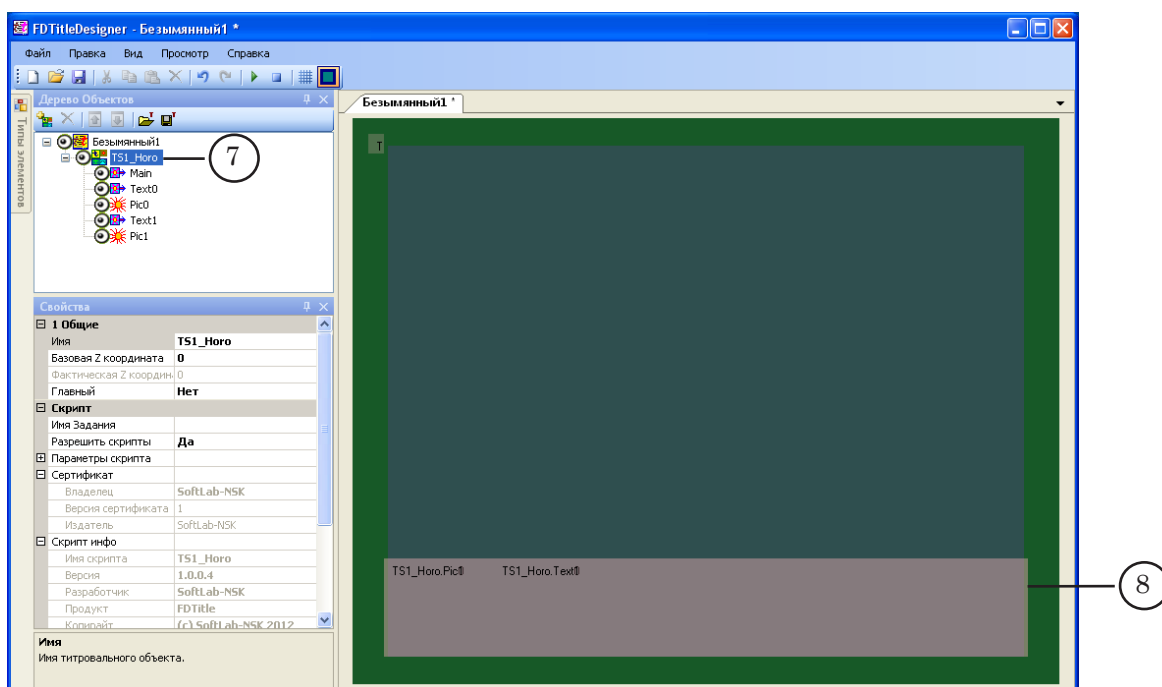 FDTitleDesigner - Безымянный1 *
Файл Правка Вид Просмотр Справка
Типы элементов
Дерево Объектов
Безымянный1
TS1_Horo
7
Main
Text0
Pic0
Text1
Pic1
Свойства
1 Общие
Имя TS1_Horo
Базовая Z координата 0
Фактическая Z координ 0
Главный Нет
Скрипт
Имя Задания
Разрешить скрипты Да
Параметры скрипта
Сертификат
Владелец SoftLab-NSK
Версия сертификата 1
Издатель SoftLab-NSK
Скрипт инфо
Имя скрипта TS1_Horo
Версия 1.0.0.4
Разработчик SoftLab-NSK
Продукт FDTitle
Копирайт (c) SoftLab-NSK 2012
Имя
Имя титровального объекта.
Безымянный1 *
T
TS1_Horo.Pic0 TS1_Horo.Text0
8